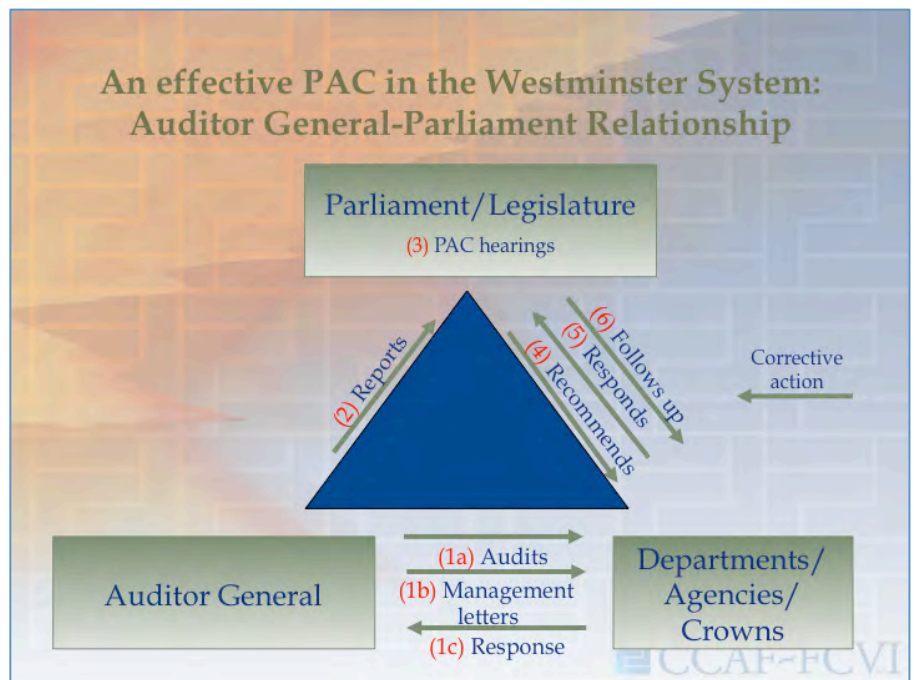 An effective PAC in the Westminster System:
Auditor General-Parliament Relationship
Parliament/Legislature
(3) PAC hearings
(2) Reports
(4) Recommends
(5) Responds
(6) Follows up
Corrective
action
Auditor General
(1a) Audits
(1b) Management
letters
(1c) Response
Departments/
Agencies/
Crowns
CCAF~FCVI